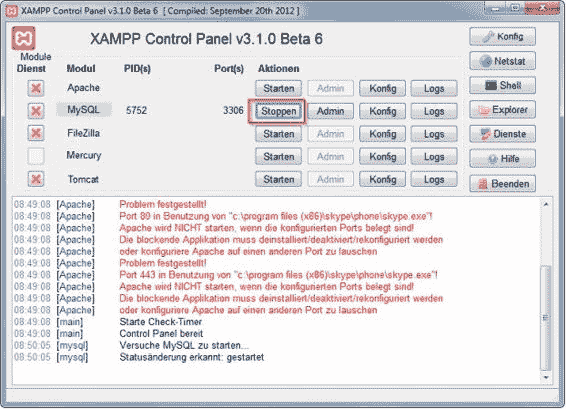 XAMPP Control Panel v3.1.0 Beta 6 [ Compiled: September 20th 2012 ]
XAMPP Control Panel v3.1.0 Beta 6
Konfig
Module
Dienst Modul PID(s) Port(s) Aktionen
Netstat
Apache Starten Admin Konfig Logs
Shell
MySQL 5752 3306 Stoppen Admin Konfig Logs
Explorer
FileZilla Starten Admin Konfig Logs
Dienste
Mercury Starten Admin Konfig Logs
Hilfe
Tomcat Starten Admin Konfig Logs
Beenden
08:49:08 [Apache] Problem festgestellt!
08:49:08 [Apache] Port 80 in Benutzung von "c:\program files (x86)\skype\phone\skype.exe"!
08:49:08 [Apache] Apache wird NICHT starten, wenn die konfigurierten Ports belegt sind!
08:49:08 [Apache] Die blockende Applikation muss deinstalliert/deaktiviert/rekonfiguriert werden
08:49:08 [Apache] oder konfiguriere Apache auf einen anderen Port zu lauschen
08:49:08 [Apache] Problem festgestellt!
08:49:08 [Apache] Port 443 in Benutzung von "c:\program files (x86)\skype\phone\skype.exe"!
08:49:08 [Apache] Apache wird NICHT starten, wenn die konfigurierten Ports belegt sind!
08:49:08 [Apache] Die blockende Applikation muss deinstalliert/deaktiviert/rekonfiguriert werden
08:49:08 [Apache] oder konfiguriere Apache auf einen anderen Port zu lauschen
08:49:08 [main] Starte Check-Timer
08:49:08 [main] Control Panel bereit
08:50:05 [mysql] Versuche MySQL zu starten...
08:50:05 [mysql] Statusänderung erkannt: gestartet